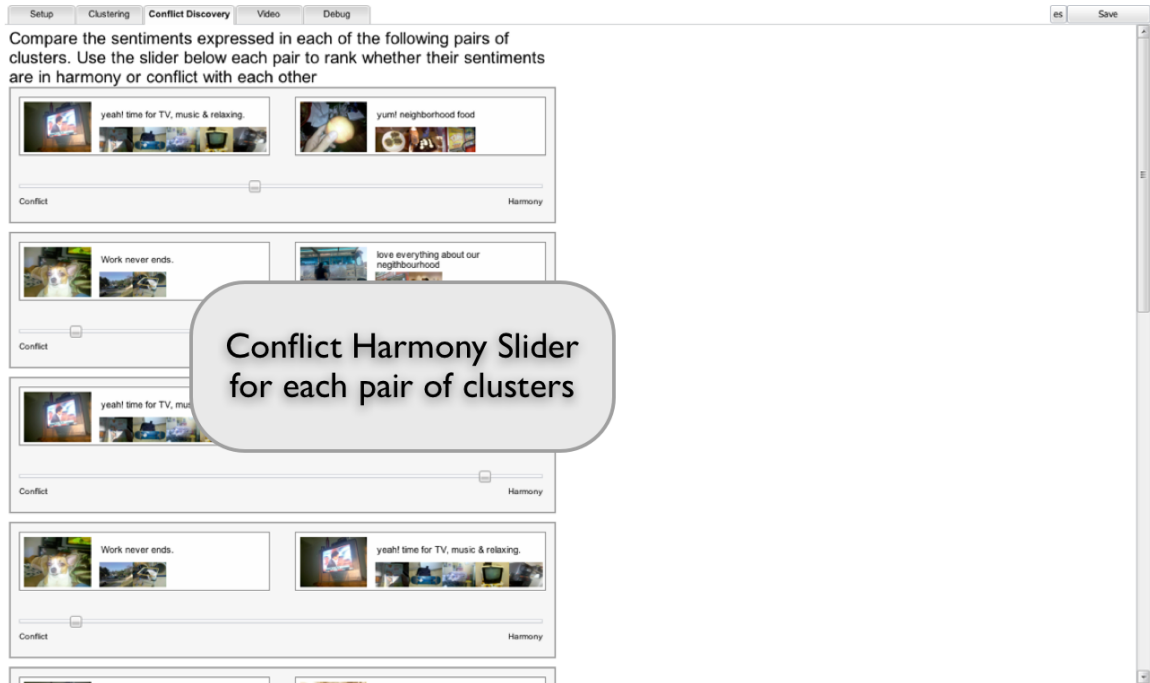 Setup
Clustering
Conflict Discovery
Video
Debug
es
Save
Compare the sentiments expressed in each of the following pairs of
clusters. Use the slider below each pair to rank whether their sentiments
are in harmony or conflict with each other
yeah! time for TV, music & relaxing.
yum! neighborhood food
Conflict
Harmony
Work never ends.
love everything about our
negithbourhood
Conflict
Conflict Harmony Slider
for each pair of clusters
yeah! time for TV,
Conflict
Harmony
Work never ends.
yeah! time for TV, music & relaxing.
Conflict
Harmony